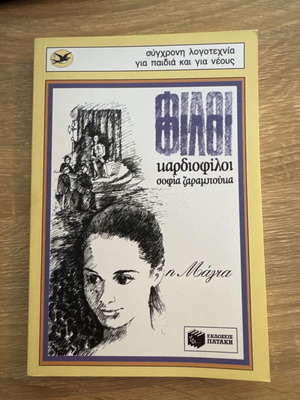 σύγχρονη λογοτεχνία
για παιδιά και για νέους
ΦΙΛΟΙ
καρδιοφίλοι
σοφία ζαραμπούκα
η Μάγια
ΕΚΔΟΣΕΙΣ
ΠΑΤΑΚΗ